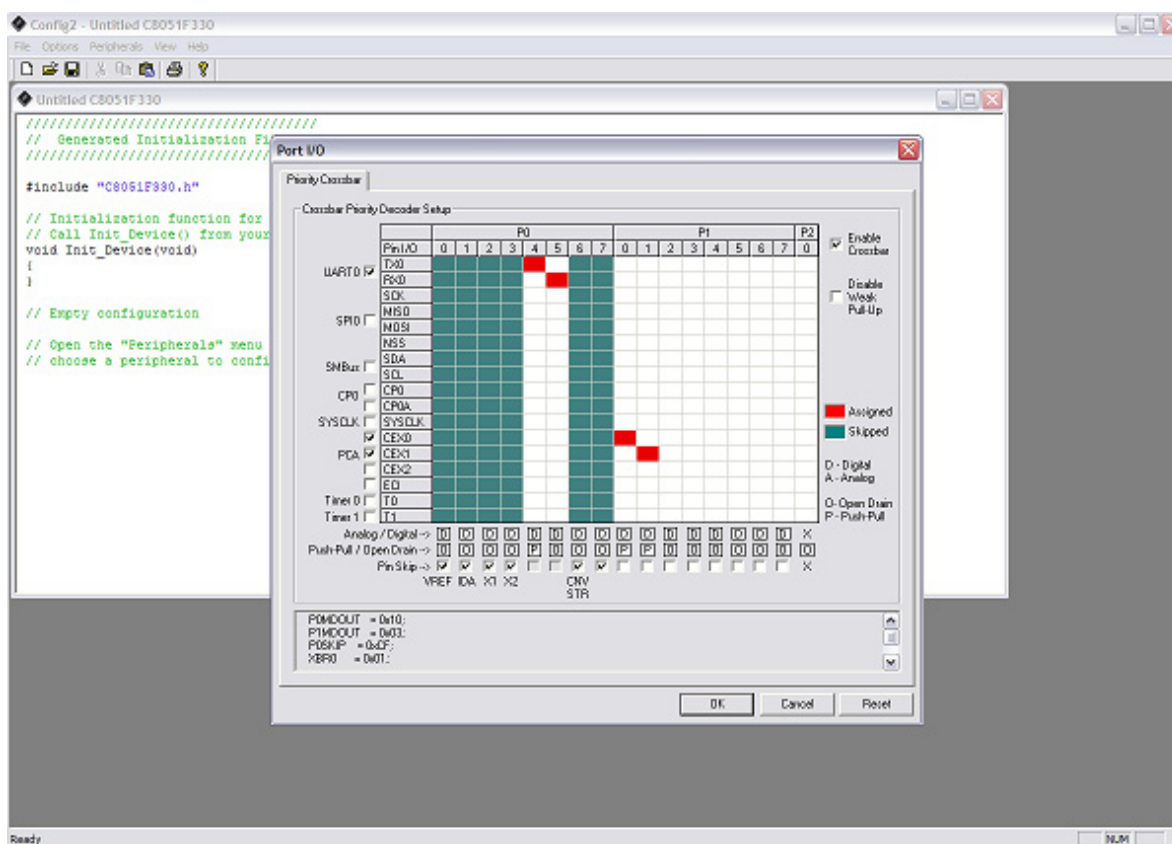 Config2 - Untitled C8051F330
File Options Peripherals View Help
Untitled C8051F330
//////////////////////////////////////
// Generated Initialization Fi
////////////////////////////////
#include "C8051F330.h"
// Initialization function for
// Call Init_Device() from your
void Init_Device(void)
{
}
// Empty configuration
// Open the "Peripherals" menu
// choose a peripheral to confi
Port I/O
Priority Crossbar
Crossbar Priority Decoder Setup
P0 P1 P2
Pin I/O 0 1 2 3 4 5 6 7 0 1 2 3 4 5 6 7 0
UART0 TX0
RX0
SCK
SPI0 MISO
MOSI
NSS
SMBus SDA
SCL
CP0 CP0
CP0A
SYSCLK SYSCLK
CEX0
PCA CEX1
CEX2
ECI
Timer 0 T0
Timer 1 T1
Analog / Digital -> D D D D D D D D D D D D D D D D X
Push-Pull / Open Drain -> O O O O P O O O P P O O O O O O O
Pin Skip -> X
VREF IDA X1 X2 CNV
STR
Enable
Crossbar
Disable
Weak
Pull-Up
Assigned
Skipped
D - Digital
A - Analog
O - Open Drain
P - Push-Pull
P0MDOUT = 0x10;
P1MDOUT = 0x03;
P0SKIP = 0xCF;
XBR0 = 0x01;
OK Cancel Reset
Ready NUM